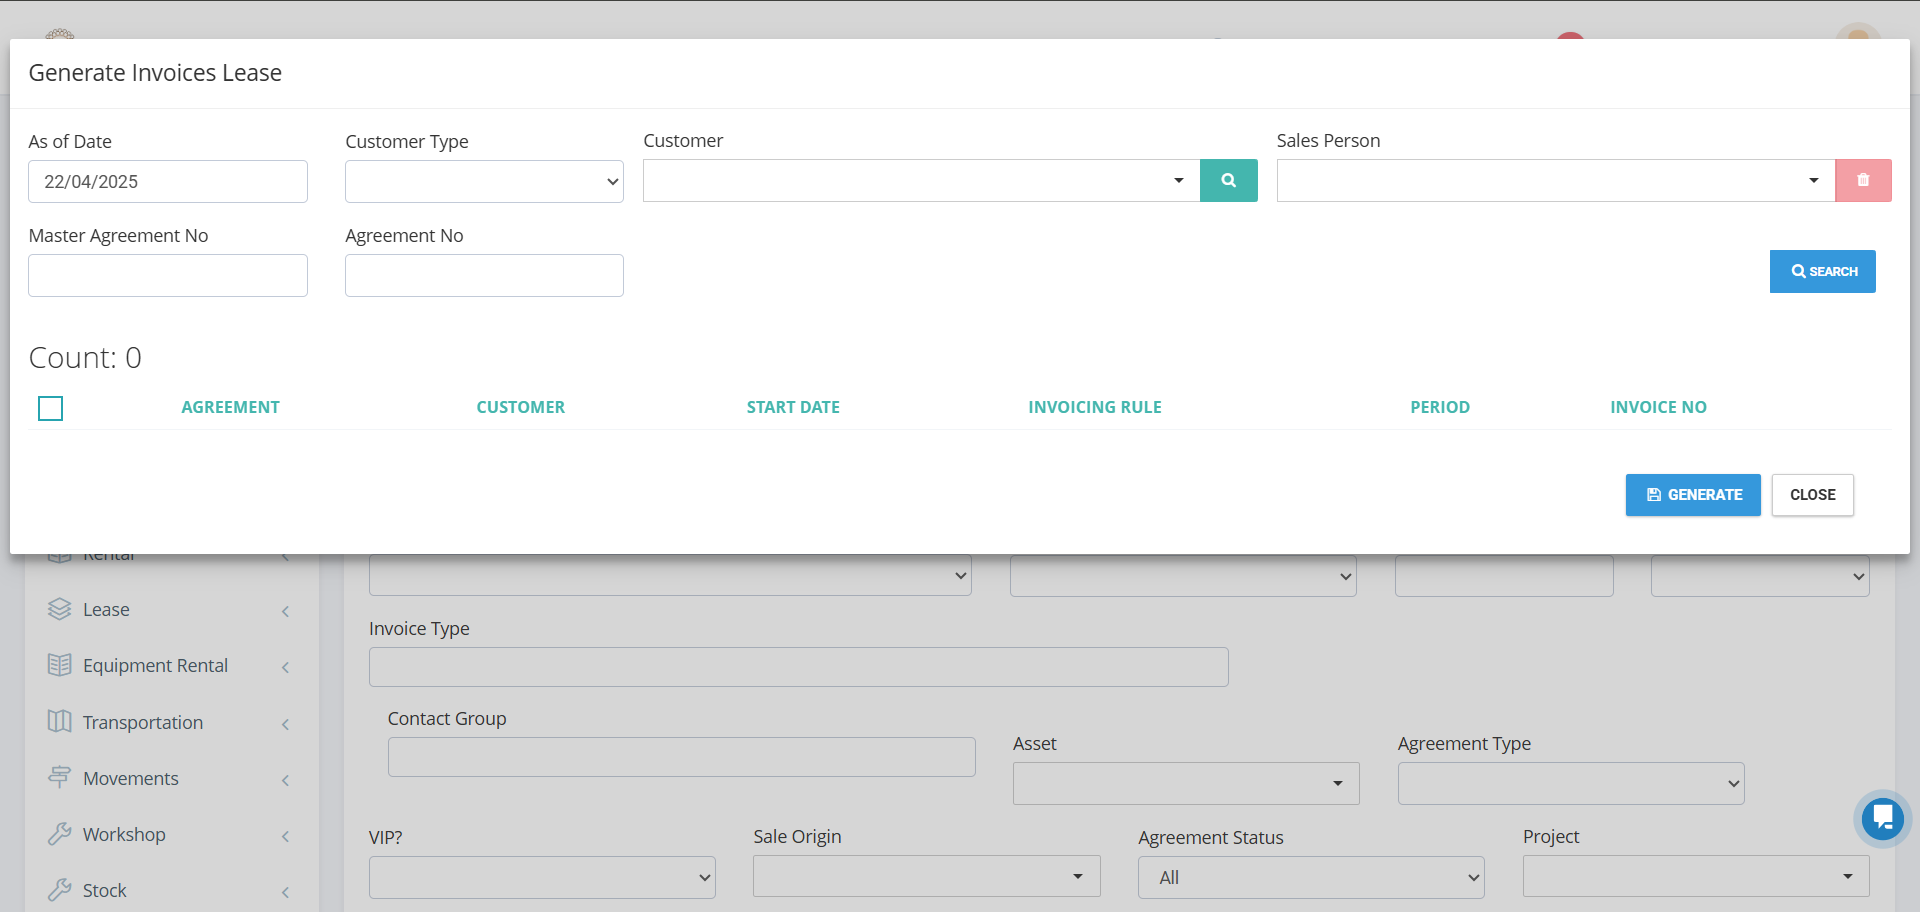 Generate Invoices Lease
As of Date
Customer Type
Customer
Sales Person
22/04/2025
Master Agreement No
Agreement No
SEARCH
Count: 0
AGREEMENT CUSTOMER START DATE INVOICING RULE PERIOD INVOICE NO
GENERATE
CLOSE
Rental
Lease
Equipment Rental
Transportation
Movements
Workshop
Stock
Invoice Type
Contact Group
Asset
Agreement Type
VIP?
Sale Origin
Agreement Status
Project
All